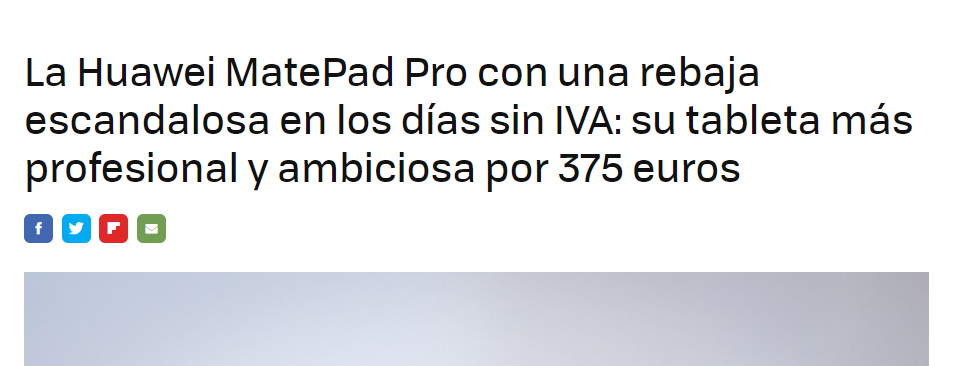 La Huawei MatePad Pro con una rebaja
escandalosa en los días sin IVA: su tableta más
profesional y ambiciosa por 375 euros